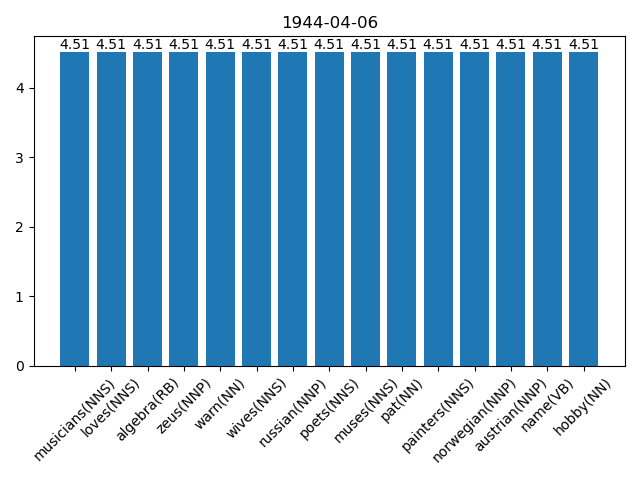 1944-04-06
4.51 4.51 4.51 4.51 4.51 4.51 4.51 4.51 4.51 4.51 4.51 4.51 4.51 4.51 4.51
4
3
2
1
0
musicians(NNS)
loves(NNS)
algebra(RB)
zeus(NNP)
warn(NN)
wives(NNS)
russian(NNP)
poets(NNS)
muses(NNS)
pat(NN)
painters(NNS)
norwegian(NNP)
austrian(NNP)
name(VB)
hobby(NN)